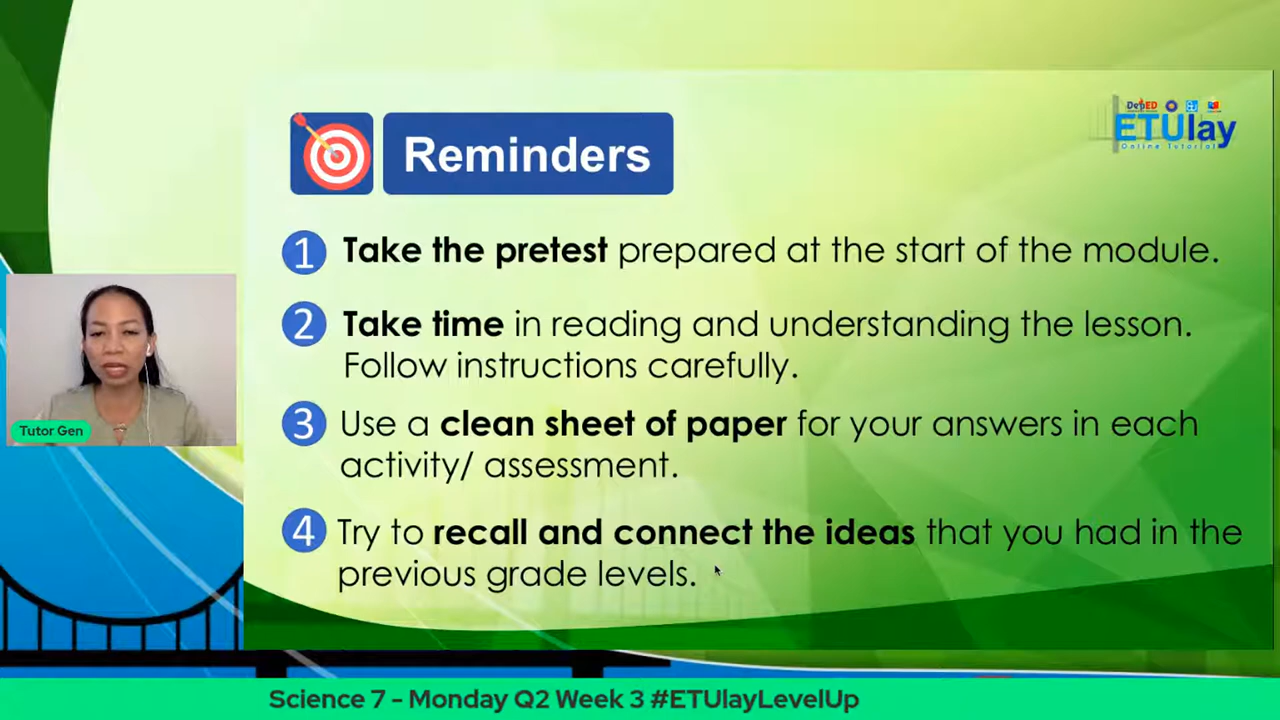 DepED
ETUlay
Online Tutorial
Reminders
1 Take the pretest prepared at the start of the module.
2 Take time in reading and understanding the lesson.
Follow instructions carefully.
3 Use a clean sheet of paper for your answers in each
activity/ assessment.
4 Try to recall and connect the ideas that you had in the
previous grade levels.
Tutor Gen
Science 7 - Monday Q2 Week 3 #ETUlayLevelUp